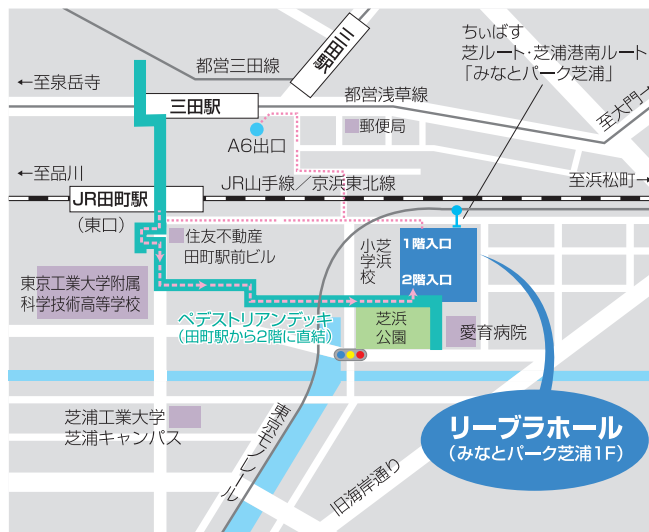 ちぃばす
芝ルート・芝浦港南ルート
「みなとパーク芝浦」
三田駅
都営三田線
←至泉岳寺
三田駅
都営浅草線
至大門→
A6出口
郵便局
←至品川
JR山手線／京浜東北線
至浜松町→
JR田町駅
（東口）
住友不動産
田町駅前ビル
芝浜
小学校
1階入口
2階入口
東京工業大学附属
科学技術高等学校
ペデストリアンデッキ
（田町駅から2階に直結）
芝浜
公園
愛育病院
芝浦工業大学
芝浦キャンパス
東京モノレール
旧海岸通り
リーブラホール
（みなとパーク芝浦1F）